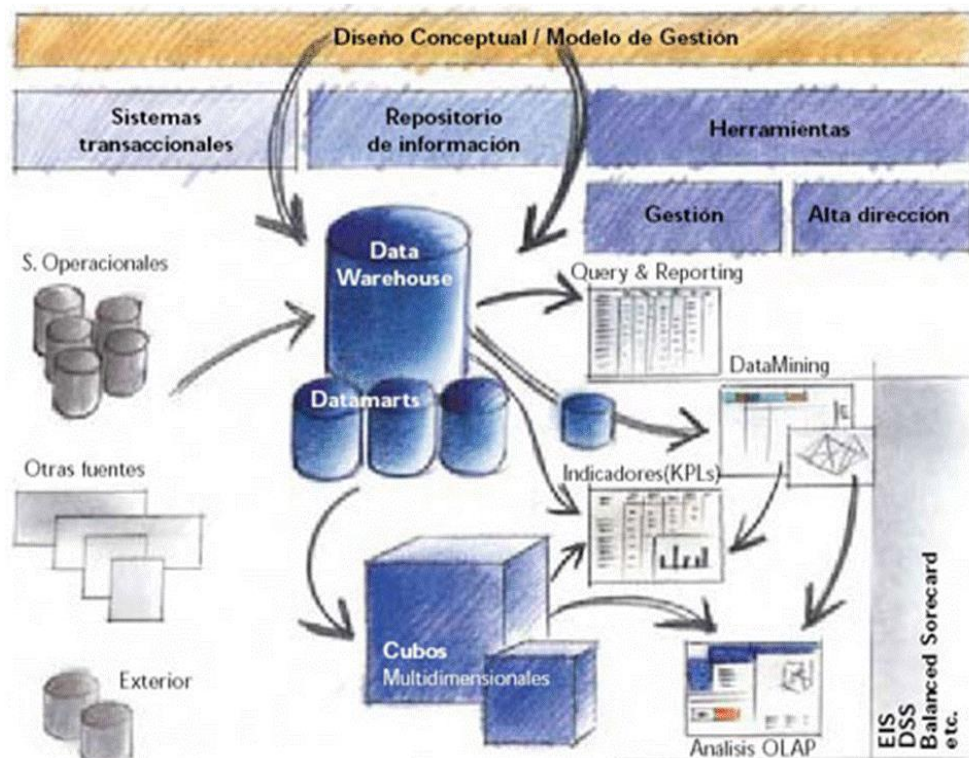 Diseño Conceptual / Modelo de Gestión
Sistemas
transaccionales
Repositorio
de información
Herramientas
Gestión
Alta dirección
S. Operacionales
Data
Warehouse
Query & Reporting
DataMining
Datamarts
Otras fuentes
Indicadores(KPLs)
Cubos
Multidimensionales
Exterior
Análisis OLAP
EIS
DSS
Balanced Sorecard
etc.